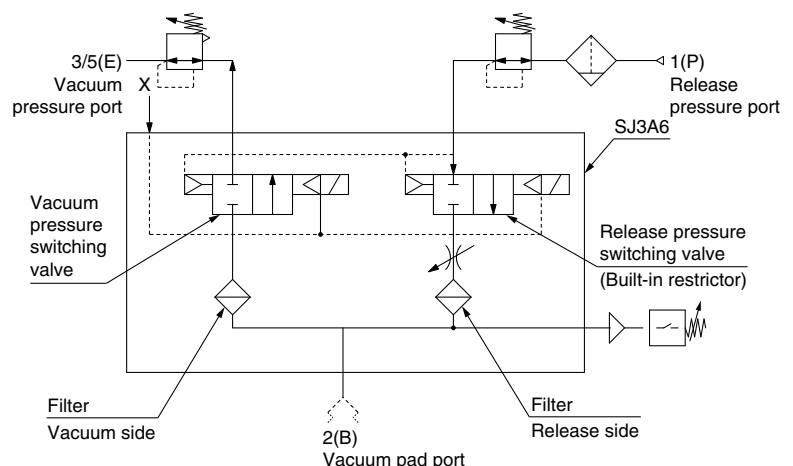 3/5(E)
Vacuum
pressure port
X
1(P)
Release
pressure port
SJ3A6
Vacuum
pressure
switching
valve
Release pressure
switching valve
(Built-in restrictor)
Filter
Vacuum side
2(B)
Vacuum pad port
Filter
Release side